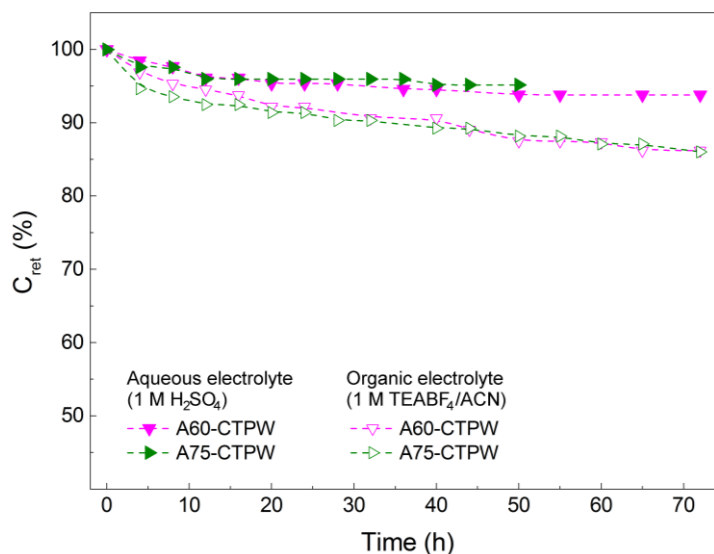 100
90
80
70
60
50
C_ret (%)
Aqueous electrolyte
(1 M H₂SO₄)
A60-CTPW
A75-CTPW
Organic electrolyte
(1 M TEABF₄/ACN)
A60-CTPW
A75-CTPW
0 10 20 30 40 50 60 70
Time (h)